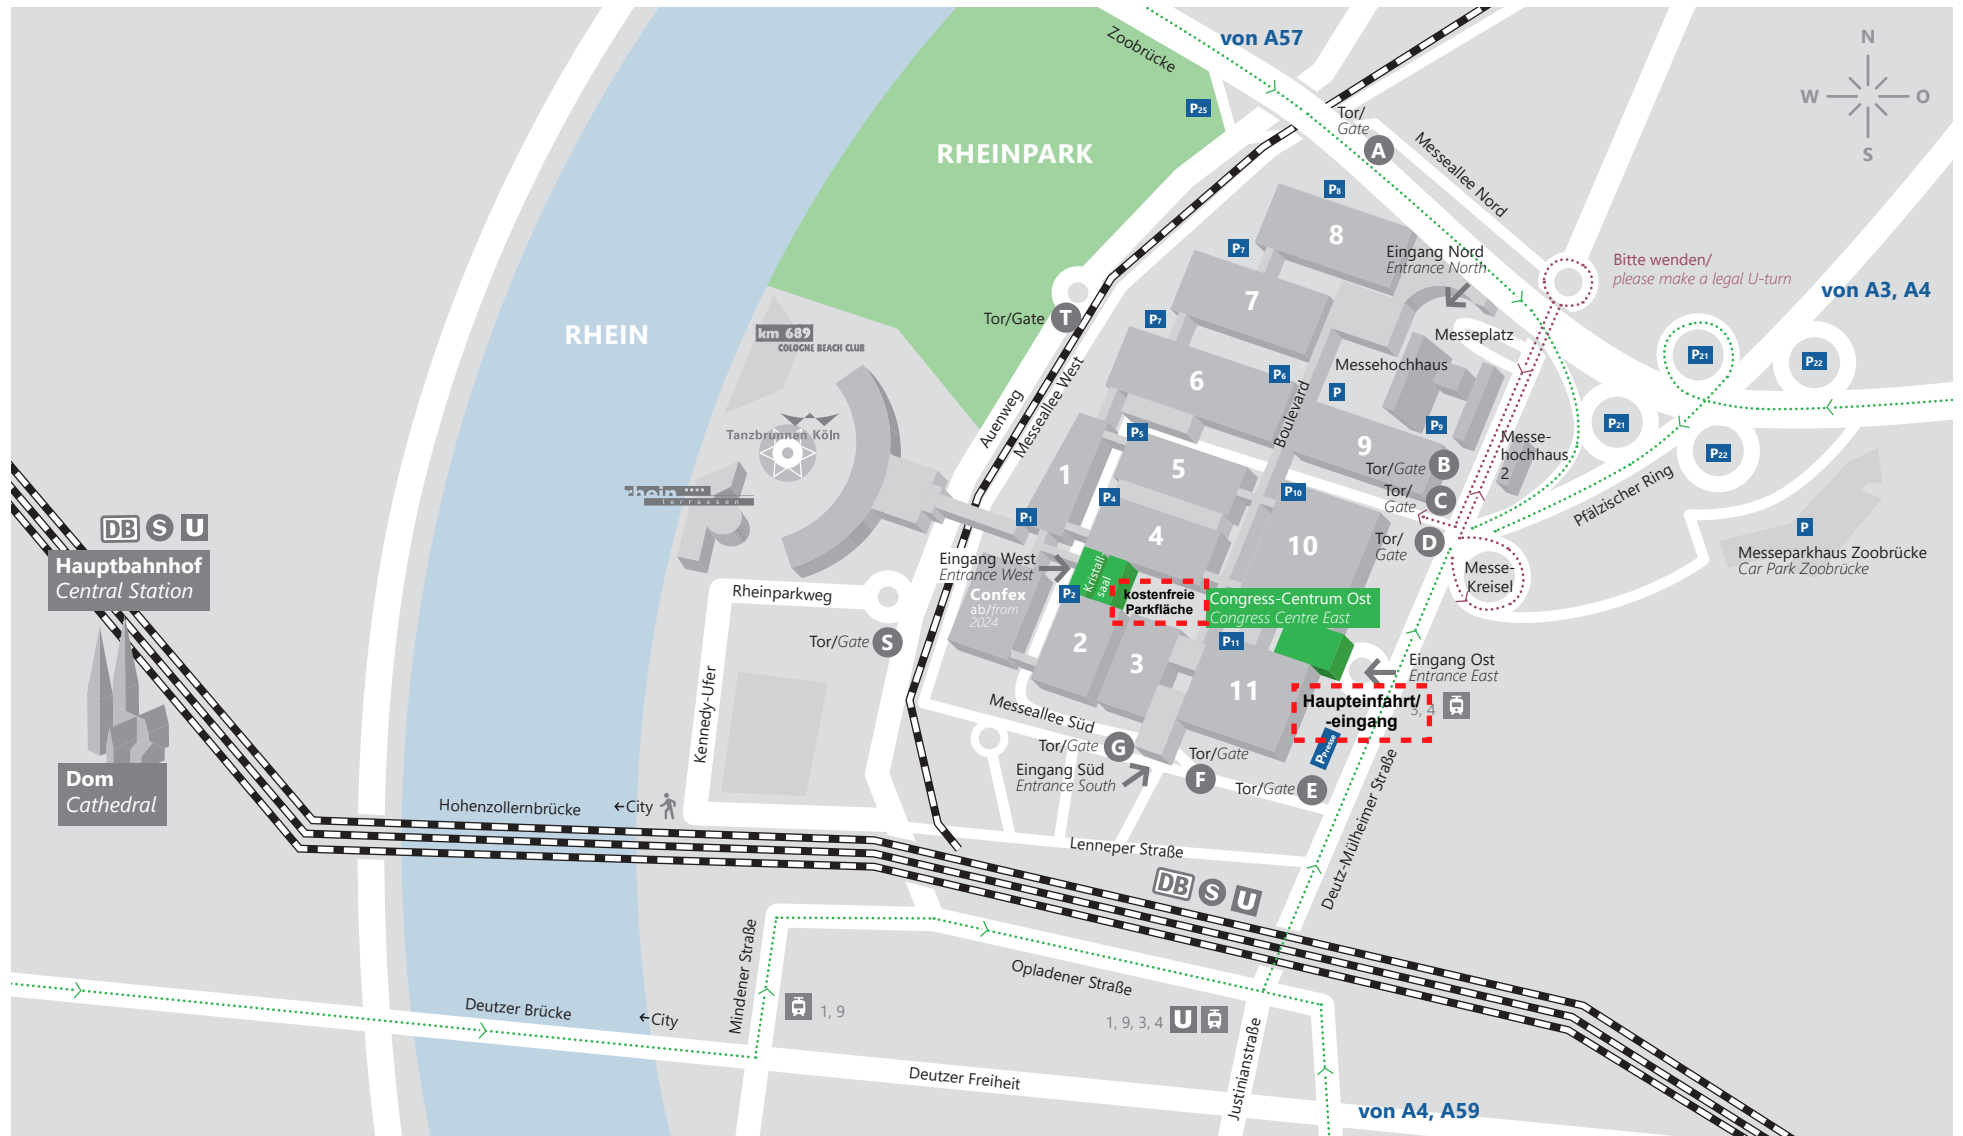 von A57
Zoobrücke
N
W
O
S
P25
Tor/
Gate
A
Messeallee Nord
RHEINPARK
P8
8
P7
Eingang Nord
Entrance North
Bitte wenden/
please make a legal U-turn
von A3, A4
7
Tor/Gate
T
P7
RHEIN
km 689
COLOGNE BEACH CLUB
Messeplatz
P21
P22
Messehochhaus
P6
6
P
Auenweg
Messeallee West
Boulevard
P21
P22
P9
Tanzbrunnen Köln
P5
9
Messe-
hochhaus
2
Tor/Gate
B
1
5
rhein
terrassen
P4
P10
Tor/
Gate
C
Pfälzischer Ring
P1
DB
S
U
4
10
Tor/
Gate
D
P
Messeparkhaus Zoobrücke
Car Park Zoobrücke
Hauptbahnhof
Central Station
Eingang West
Entrance West
Kristall-
saal
Messe-
Kreisel
Rheinparkweg
Confex
ab/from
2024
P2
kostenfreie
Parkfläche
Congress-Centrum Ost
Congress Centre East
Tor/Gate
S
2
3
P11
11
Eingang Ost
Entrance East
Haupteinfahrt/
-eingang
3, 4
Kennedy-Ufer
Messeallee Süd
Tor/Gate
G
Tor/Gate
F
PPresse
Eingang Süd
Entrance South
Tor/Gate
E
Dom
Cathedral
Hohenzollernbrücke
←City
Lenneper Straße
Deutz-Mülheimer Straße
DB
S
U
Mindener Straße
Opladener Straße
Deutzer Brücke
←City
1, 9
1, 9, 3, 4
U
Justinianstraße
Deutzer Freiheit
von A4, A59